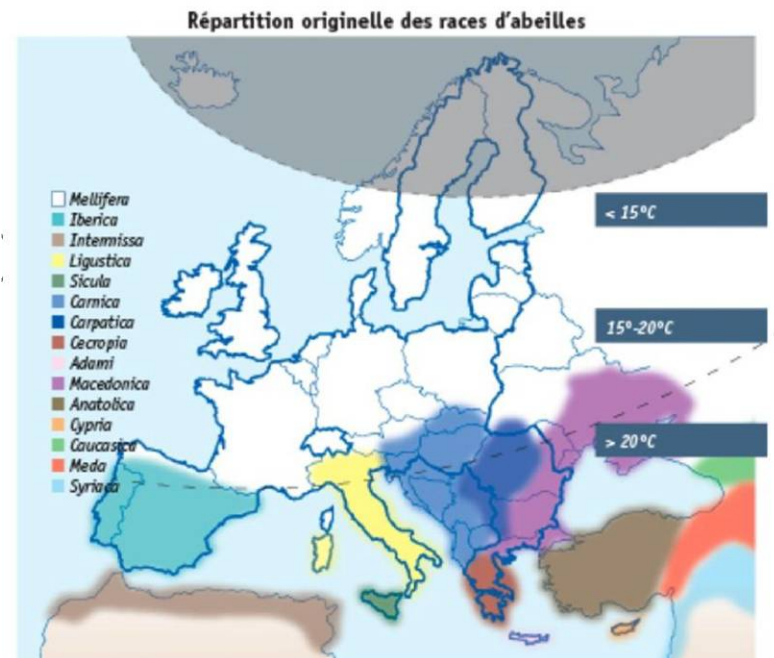 Répartition originelle des races d'abeilles
Mellifera
Iberica
Intermissa
Ligustica
Sicula
Carnica
Carpatica
Cecropia
Adami
Macedonica
Anatolica
Cypria
Caucasica
Meda
Syriaca
< 15°C
15°-20°C
> 20°C